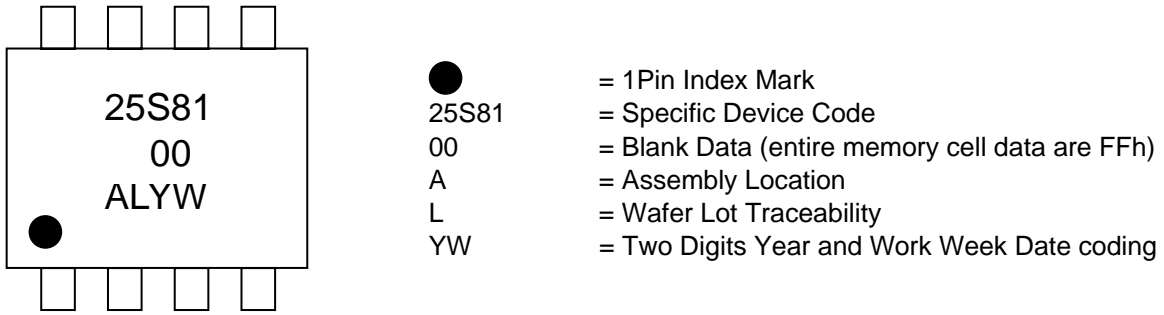 25S81
00
ALYW
= 1Pin Index Mark
25S81 = Specific Device Code
00 = Blank Data (entire memory cell data are FFh)
A = Assembly Location
L = Wafer Lot Traceability
YW = Two Digits Year and Work Week Date coding